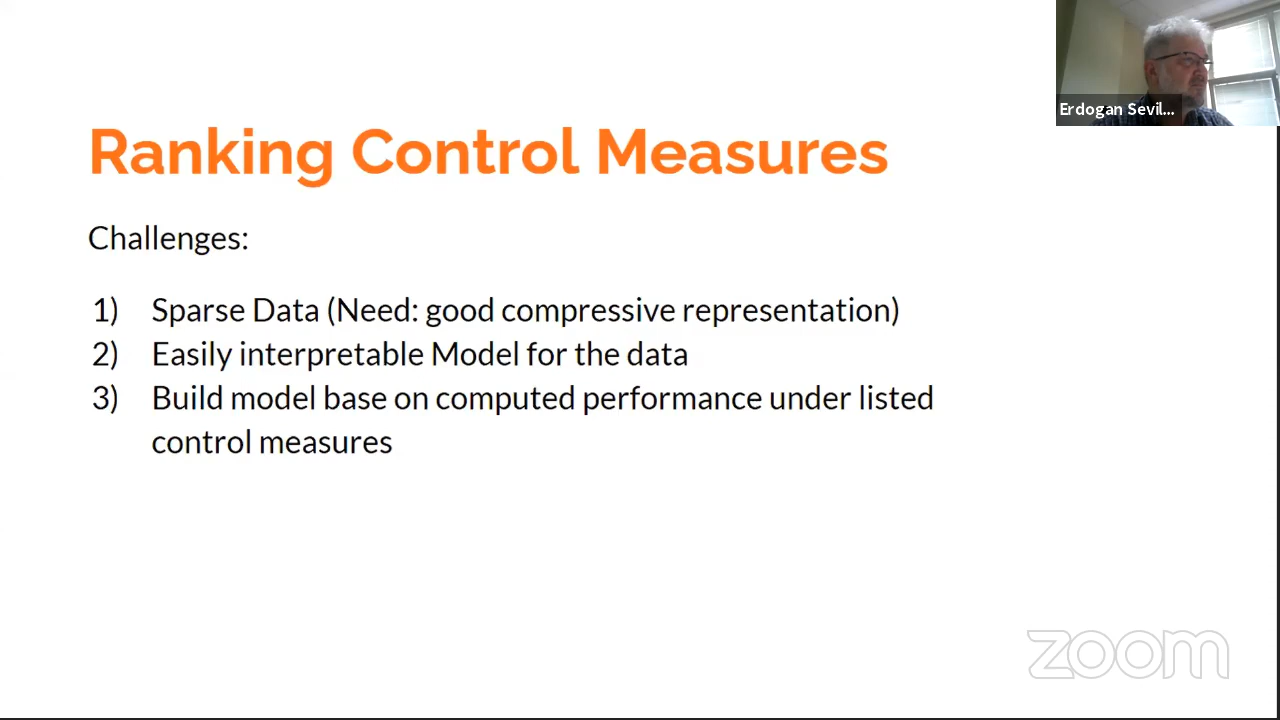 Erdogan Sevil...
Ranking Control Measures
Challenges:
1) Sparse Data (Need: good compressive representation)
2) Easily interpretable Model for the data
3) Build model base on computed performance under listed
control measures
zoom